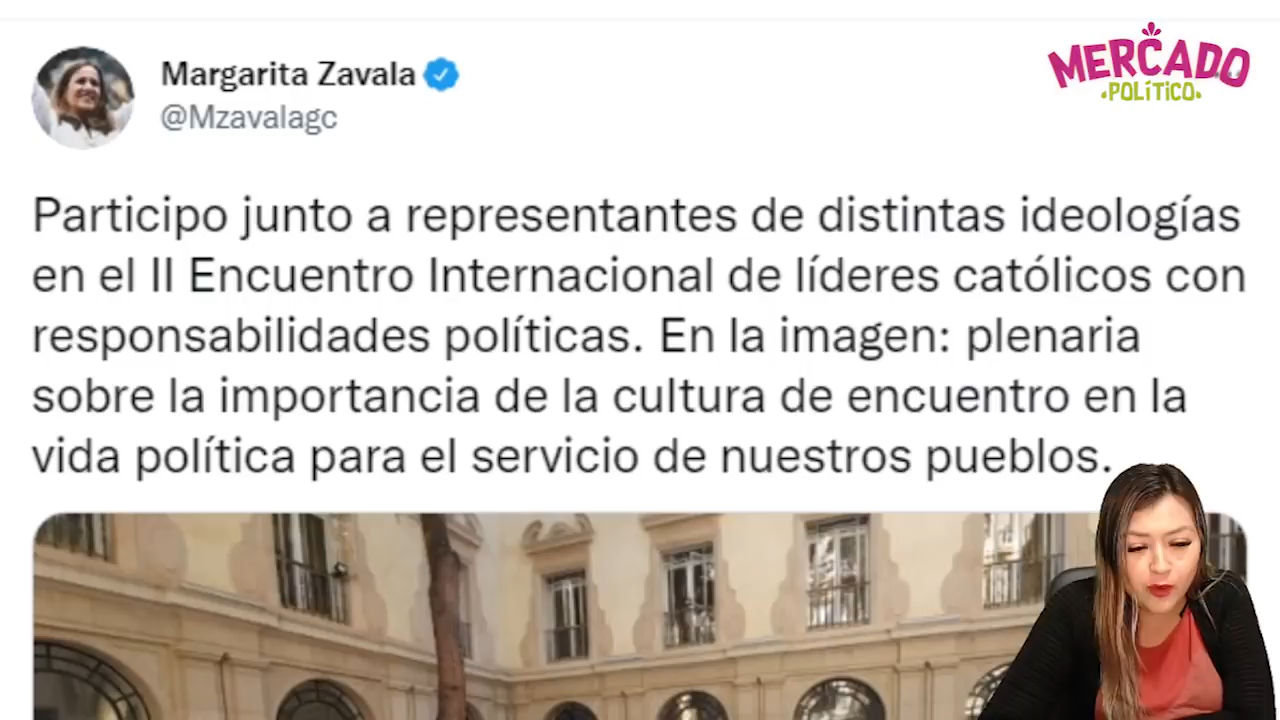 Margarita Zavala
@Mzavalagc
MERCADO
POLÍTICO
Participo junto a representantes de distintas ideologías
en el II Encuentro Internacional de líderes católicos con
responsabilidades políticas. En la imagen: plenaria
sobre la importancia de la cultura de encuentro en la
vida política para el servicio de nuestros pueblos.